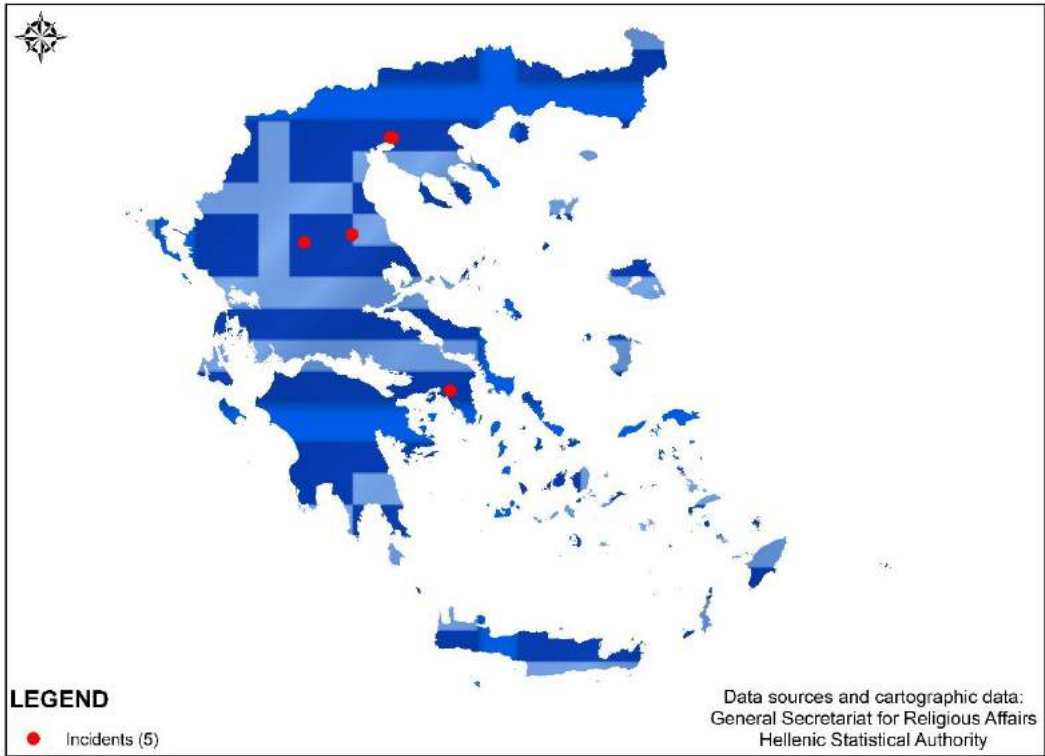 LEGEND
Incidents (5)
Data sources and cartographic data:
General Secretariat for Religious Affairs
Hellenic Statistical Authority